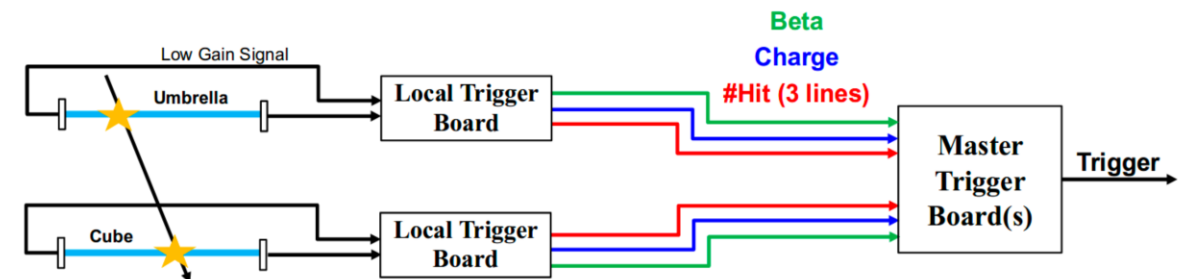 Beta
Charge
#Hit (3 lines)
Low Gain Signal
Umbrella
Local Trigger
Board
Master
Trigger
Board(s)
Trigger
Cube
Local Trigger
Board